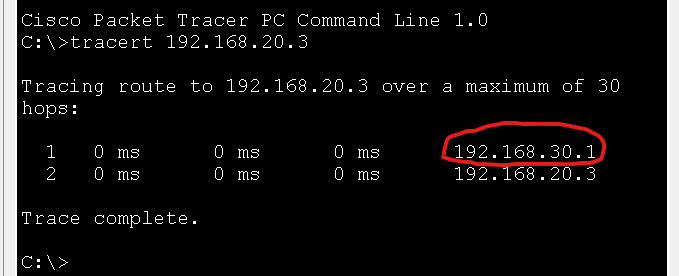 Cisco Packet Tracer PC Command Line 1.0
C:\>tracert 192.168.20.3
Tracing route to 192.168.20.3 over a maximum of 30
hops:
1 0 ms 0 ms 0 ms 192.168.30.1
2 0 ms 0 ms 0 ms 192.168.20.3
Trace complete.
C:\>